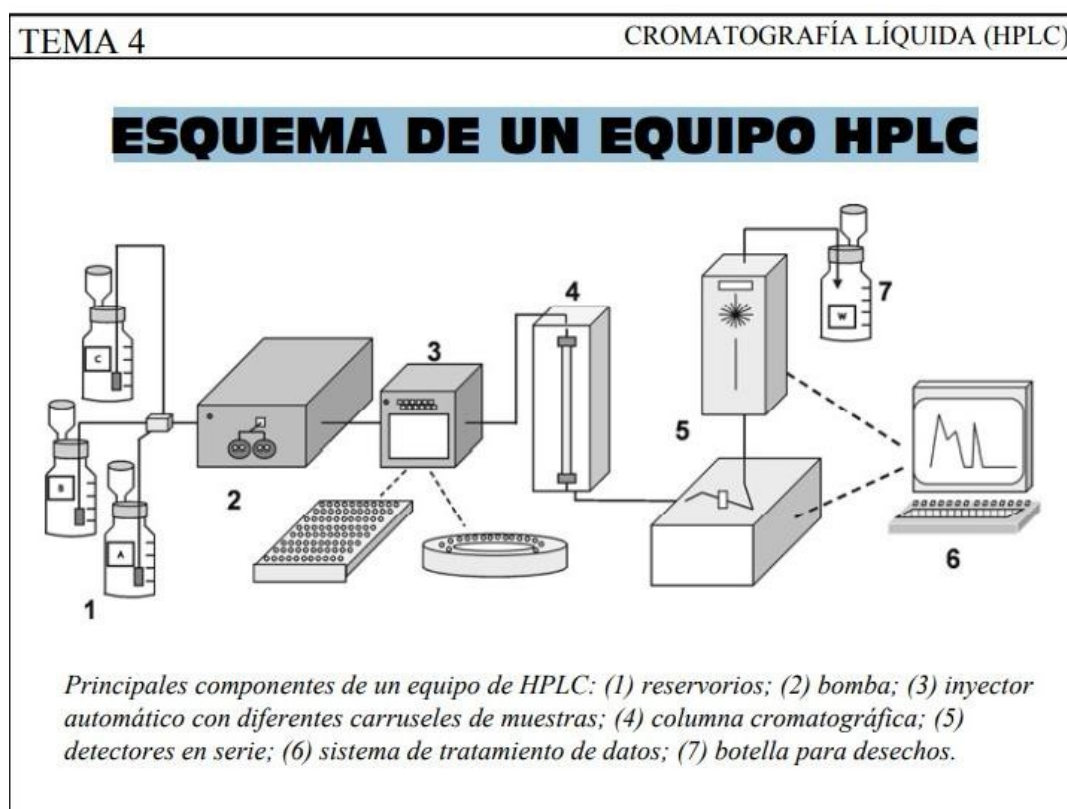 TEMA 4
CROMATOGRAFÍA LÍQUIDA (HPLC)
ESQUEMA DE UN EQUIPO HPLC
C
B
A
1
2
3
4
5
W
7
6
Principales componentes de un equipo de HPLC: (1) reservorios; (2) bomba; (3) inyector
automático con diferentes carruseles de muestras; (4) columna cromatográfica; (5)
detectores en serie; (6) sistema de tratamiento de datos; (7) botella para desechos.